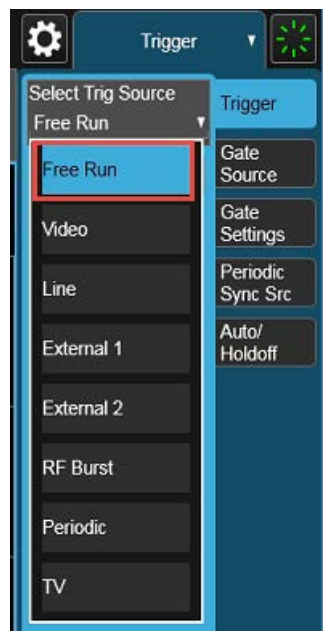 Trigger
Select Trig Source
Free Run
Trigger
Free Run
Gate
Source
Video
Gate
Settings
Line
Periodic
Sync Src
External 1
Auto/
Holdoff
External 2
RF Burst
Periodic
TV